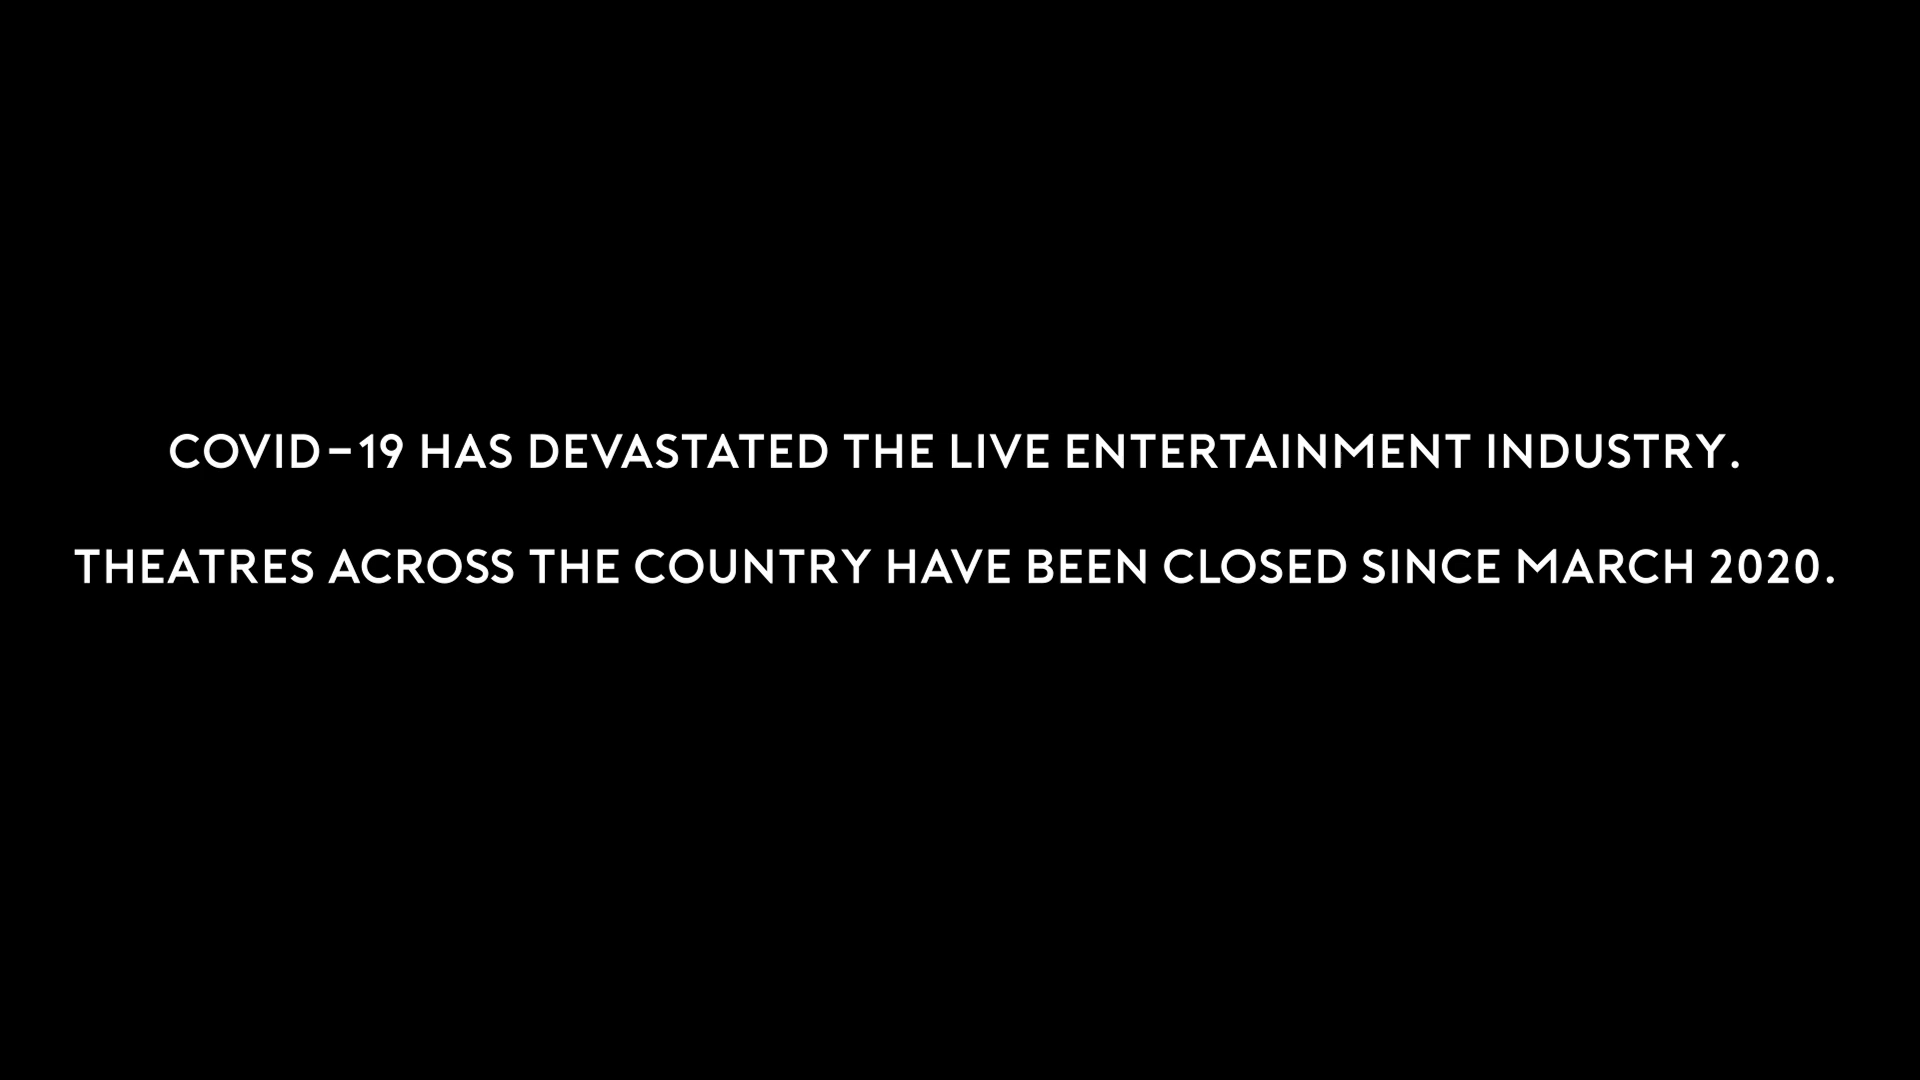 COVID-19 HAS DEVASTATED THE LIVE ENTERTAINMENT INDUSTRY.
THEATRES ACROSS THE COUNTRY HAVE BEEN CLOSED SINCE MARCH 2020.